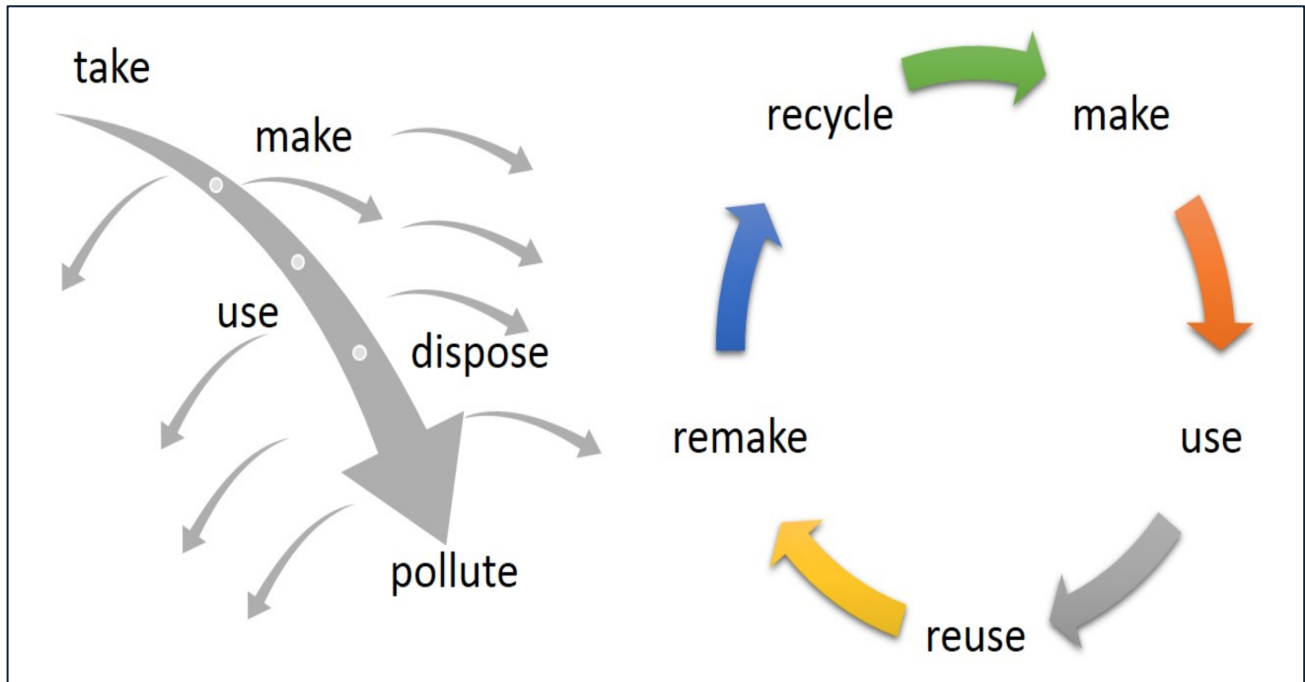 take
make
use
dispose
pollute
recycle
make
use
reuse
remake